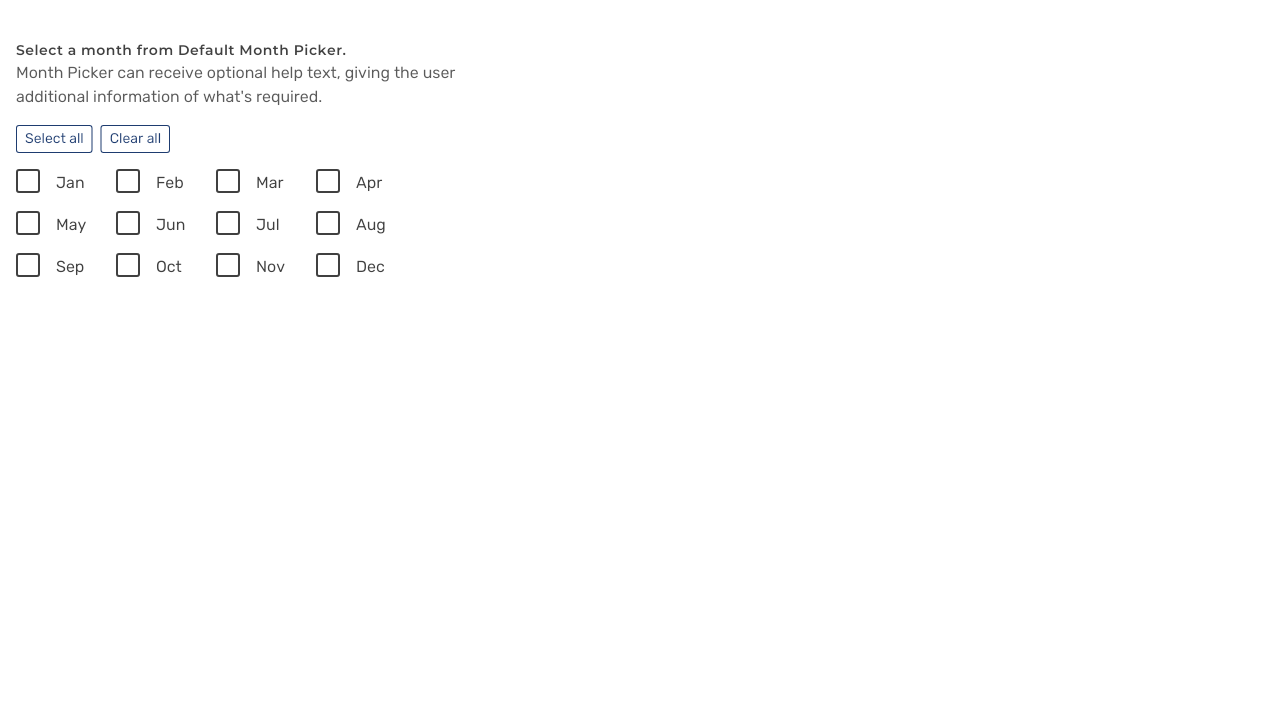 Select a month from Default Month Picker.
Month Picker can receive optional help text, giving the user
additional information of what's required.
Select all Clear all
Jan Feb Mar Apr
May Jun Jul Aug
Sep Oct Nov Dec